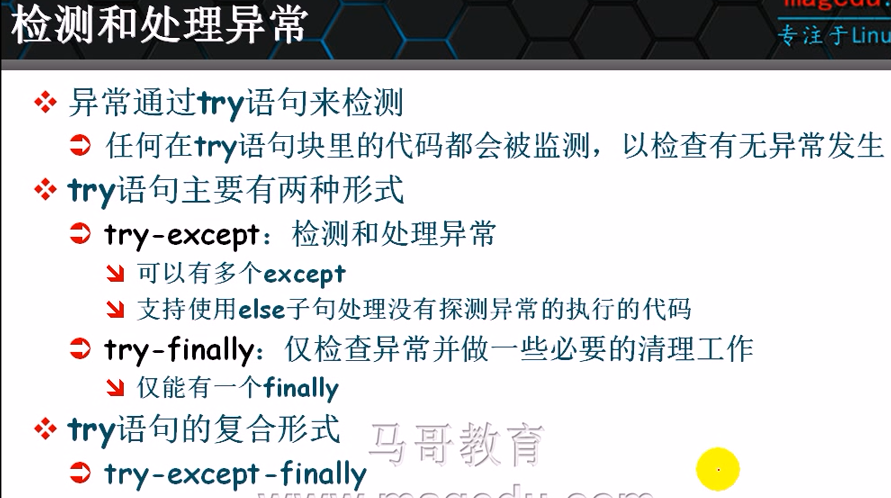 检测和处理异常
magedu.
专注于Linu
异常通过try语句来检测
任何在try语句块里的代码都会被监测，以检查有无异常发生
try语句主要有两种形式
try-except：检测和处理异常
可以有多个except
支持使用else子句处理没有探测异常的执行的代码
try-finally：仅检查异常并做一些必要的清理工作
仅能有一个finally
try语句的复合形式
马哥教育
try-except-finally
www.magedu.com